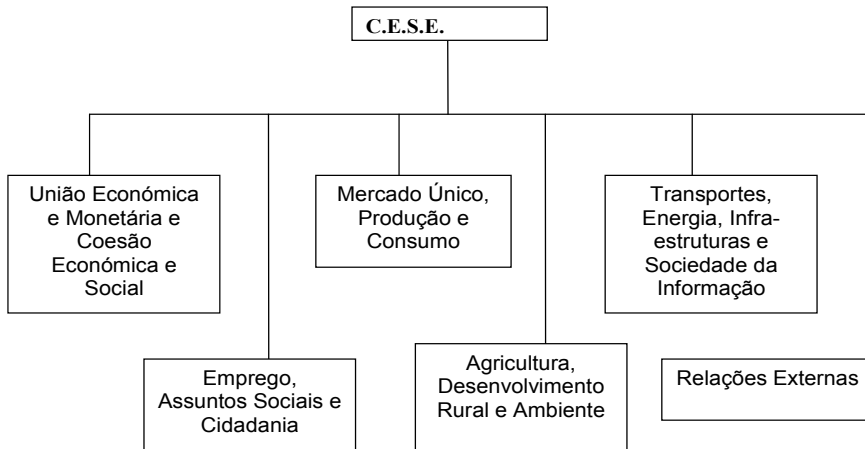 C.E.S.E.
União Económica
e Monetária e
Coesão
Económica e
Social
Mercado Único,
Produção e
Consumo
Transportes,
Energia, Infra-
estruturas e
Sociedade da
Informação
Emprego,
Assuntos Sociais e
Cidadania
Agricultura,
Desenvolvimento
Rural e Ambiente
Relações Externas